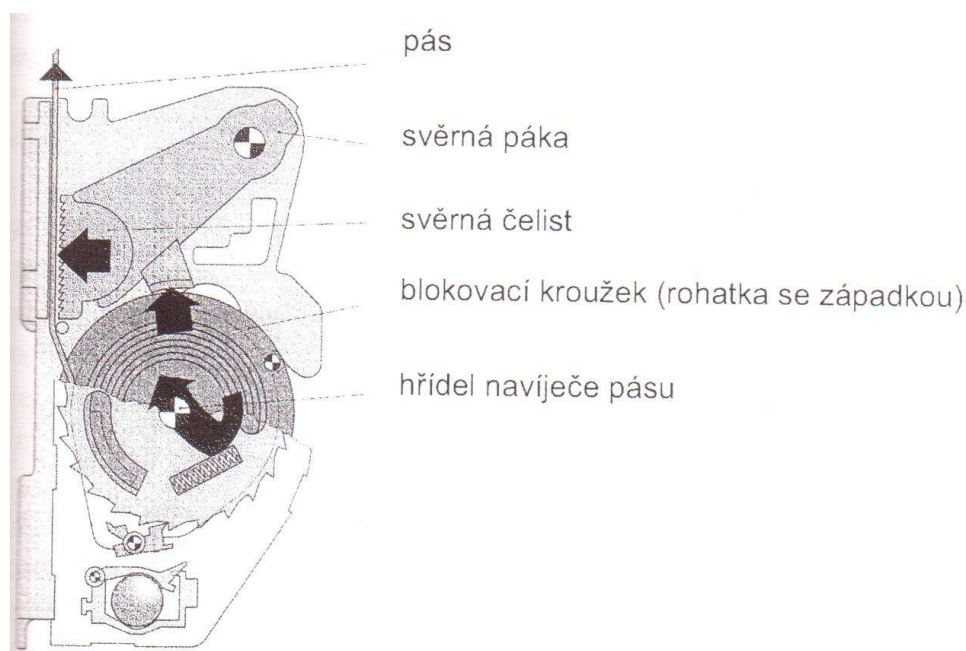 pás
svěrná páka
svěrná čelist
blokovací kroužek (rohatka se západkou)
hřídel navíječe pásu